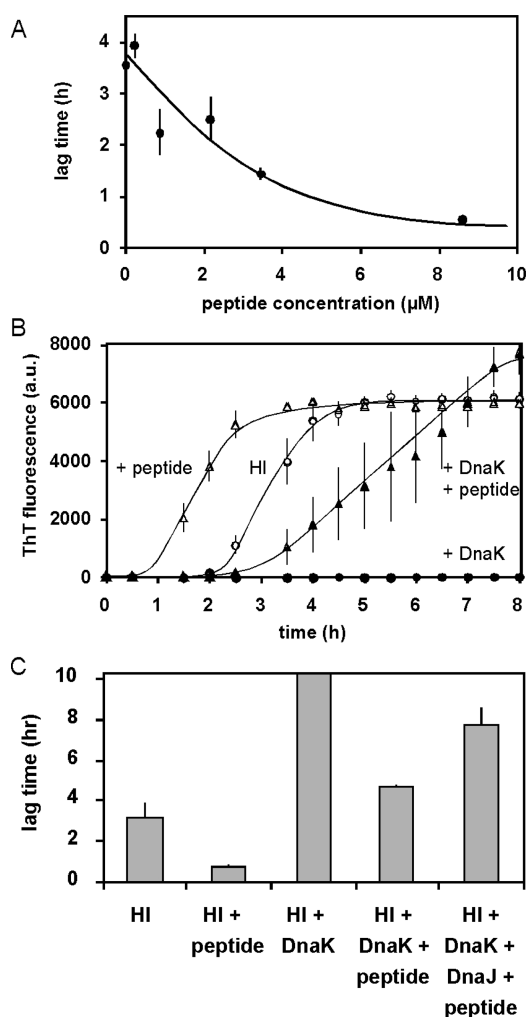 A
4
3
2
1
0
lag time (h)
0 2 4 6 8 10
peptide concentration (µM)
B
8000
6000
4000
2000
0
ThT fluorescence (a.u.)
+ peptide
HI
+ DnaK
+ peptide
+ DnaK
0 1 2 3 4 5 6 7 8
time (h)
C
10
8
6
4
2
0
lag time (hr)
HI
HI +
peptide
HI +
DnaK
HI +
DnaK +
peptide
HI +
DnaK +
DnaJ +
peptide